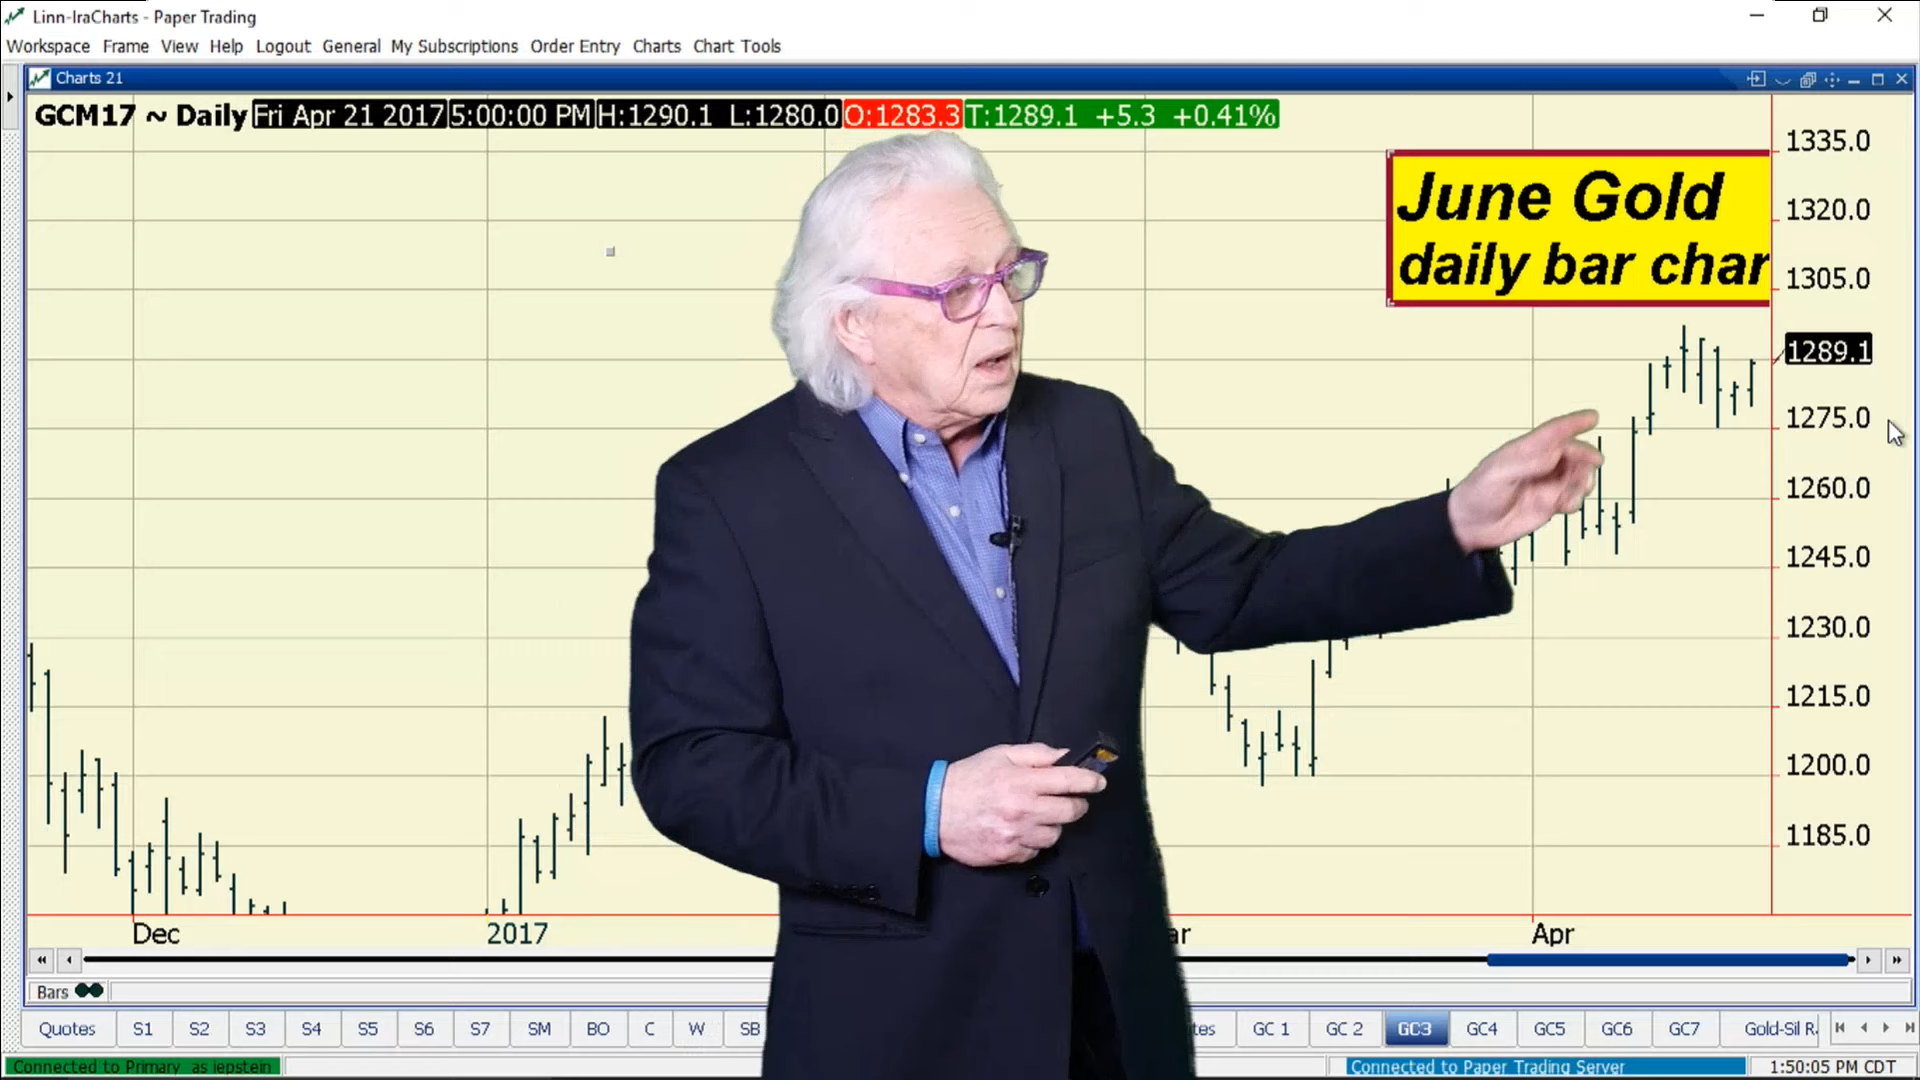 Linn-IraCharts - Paper Trading
Workspace Frame View Help Logout General My Subscriptions Order Entry Charts Chart Tools
Charts 21
GCM17 ~ Daily Fri Apr 21 2017 5:00:00 PM H:1290.1 L:1280.0 O:1283.3 T:1289.1 +5.3 +0.41%
June Gold
daily bar char
1335.0
1320.0
1305.0
1289.1
1275.0
1260.0
1245.0
1230.0
1215.0
1200.0
1185.0
Dec 2017 ar Apr
Bars
Quotes S1 S2 S3 S4 S5 S6 S7 SM BO C W SB tes GC 1 GC 2 GC3 GC4 GC5 GC6 GC7 Gold-Sil R
Connected to Primary as iepstein Connected to Paper Trading Server 1:50:05 PM CDT